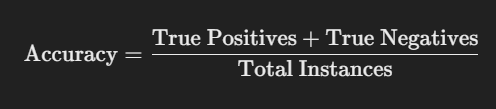 Accuracy = True Positives + True Negatives
Total Instances